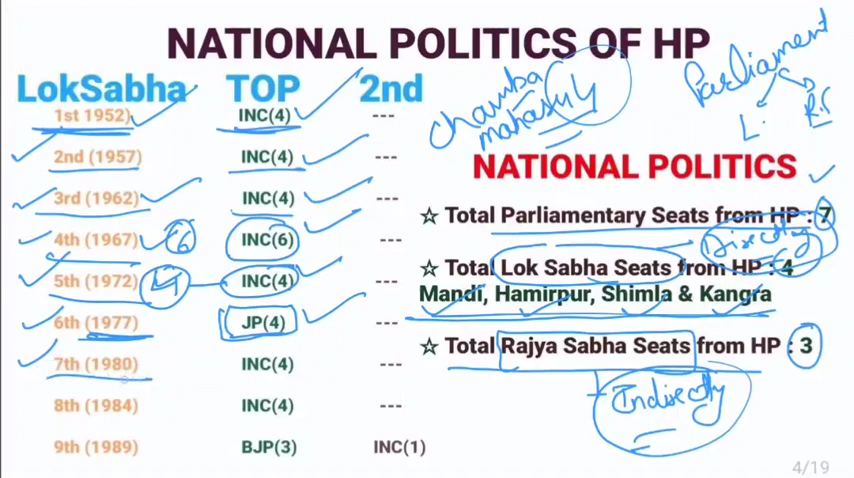 NATIONAL POLITICS OF HP
LokSabha TOP 2nd
1st 1952) INC(4) ---
2nd (1957) INC(4) ---
3rd (1962) INC(4) ---
4th (1967) 6 INC(6) ---
5th (1972) 4 INC(4) ---
6th (1977) JP(4) ---
7th (1980) INC(4) ---
8th (1984) INC(4) ---
9th (1989) BJP(3) INC(1)
Chamba
mahasu 4
Parliament
L. R.S
NATIONAL POLITICS
☆ Total Parliamentary Seats from HP : 7
Directly
☆ Total Lok Sabha Seats from HP : 4
Mandi, Hamirpur, Shimla & Kangra
☆ Total Rajya Sabha Seats from HP : 3
Indirectly
4/19